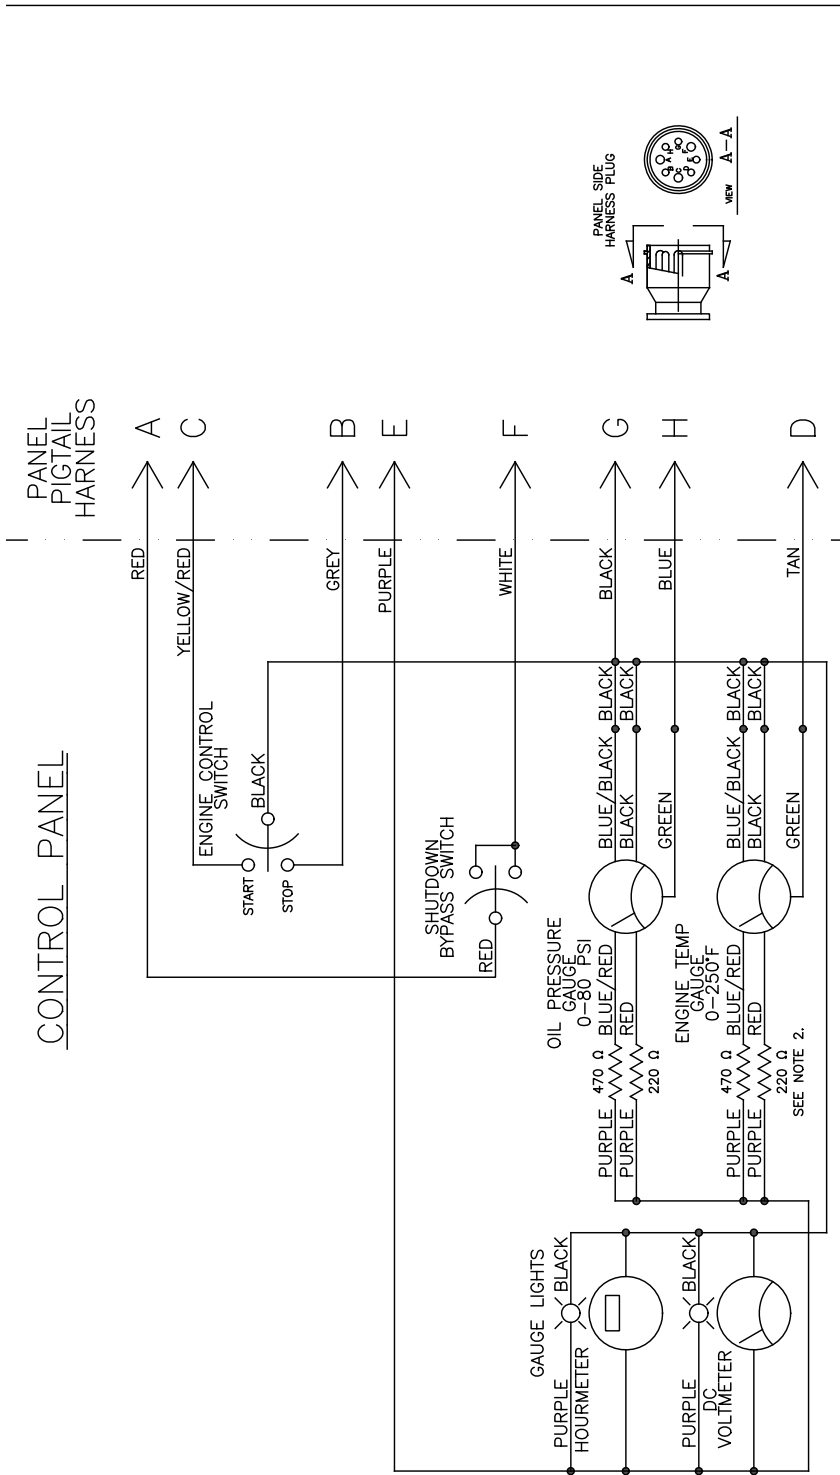 PANEL SIDE
HARNESS PLUG
A
A
VIEW A-A
A
B
C
D
E
F
G
H
PANEL
PIGTAIL
HARNESS
A
C
B
E
F
G
H
D
RED
YELLOW/RED
GREY
PURPLE
WHITE
BLACK
BLUE
TAN
CONTROL PANEL
ENGINE CONTROL
SWITCH
BLACK
START
STOP
SHUTDOWN
BYPASS SWITCH
RED
OIL PRESSURE
GAUGE
0-80 PSI
BLUE/RED
RED
BLUE/BLACK
BLACK
BLACK
BLACK
GREEN
470 Ω
220 Ω
PURPLE
PURPLE
ENGINE TEMP
GAUGE
0-250°F
BLUE/RED
RED
BLUE/BLACK
BLACK
BLACK
BLACK
GREEN
470 Ω
220 Ω
SEE NOTE 2.
PURPLE
PURPLE
GAUGE LIGHTS
BLACK
PURPLE
HOURMETER
BLACK
PURPLE
DC
VOLTMETER